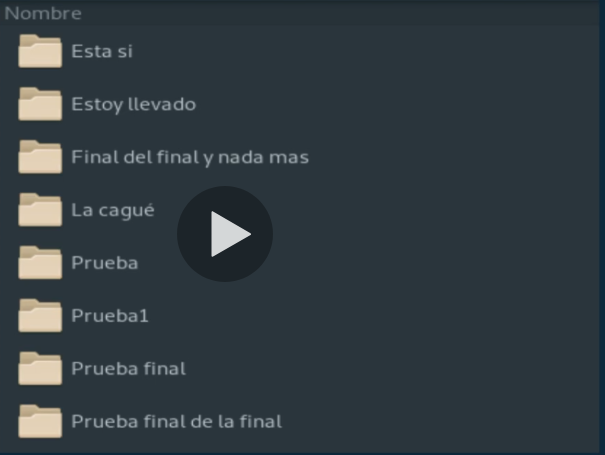 Nombre
Esta si
Estoy llevado
Final del final y nada mas
La cagué
Prueba
Prueba1
Prueba final
Prueba final de la final